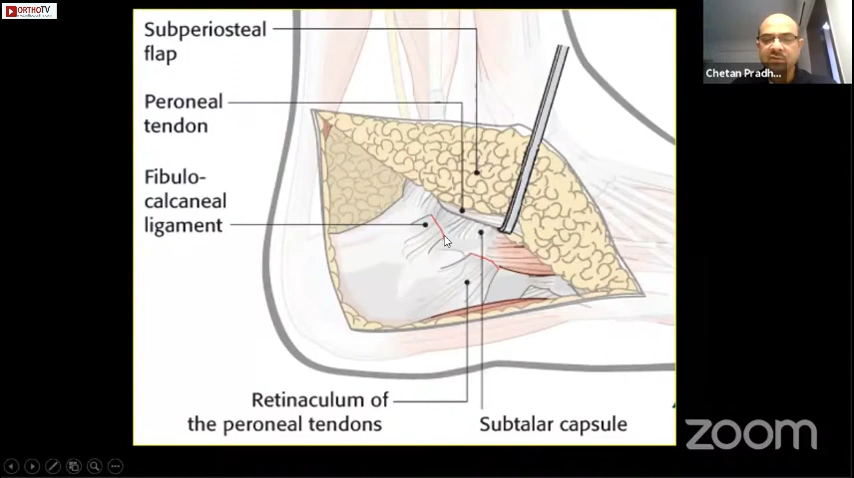 ORTHOTV
Subperiosteal
flap
Peroneal
tendon
Fibulo-
calcaneal
ligament
Retinaculum of
the peroneal tendons
Subtalar capsule
Chetan Pradh...
zoom